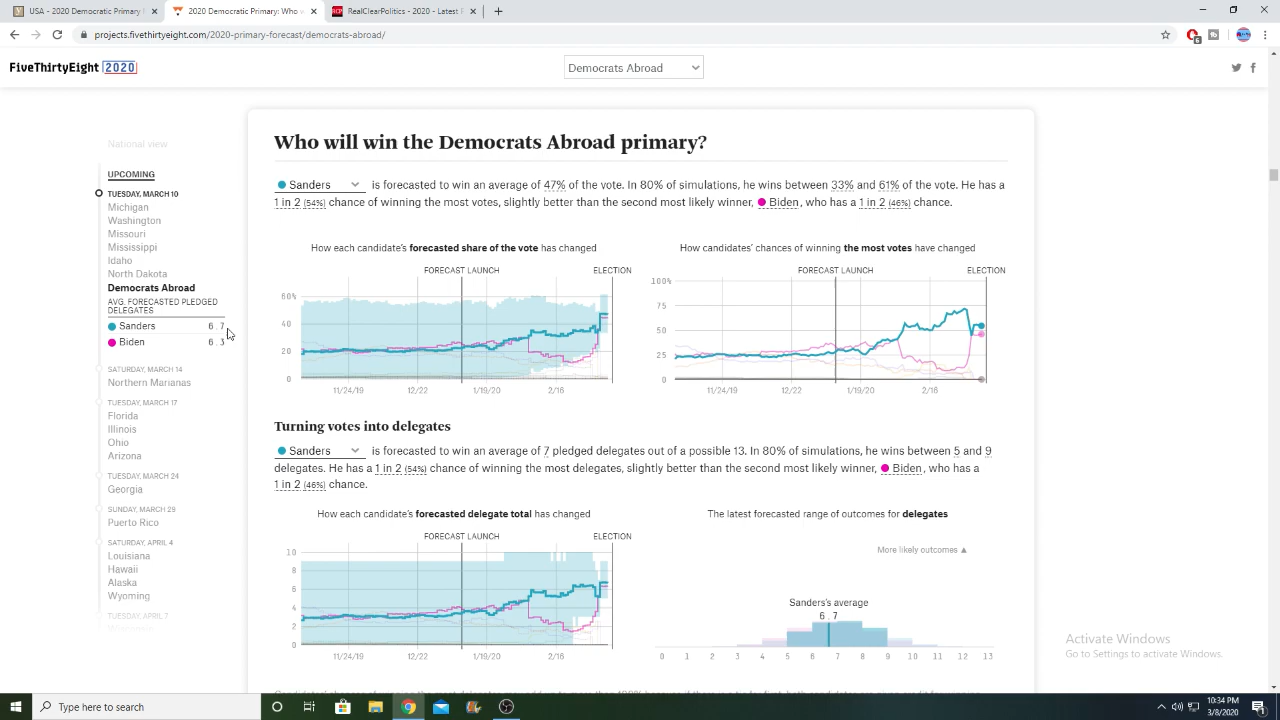 USA - 2020 Democratic Primary
2020 Democratic Primary: Who
RealClearPolitics - 2020 - Latest
projects.fivethirtyeight.com/2020-primary-forecast/democrats-abroad/
FiveThirtyEight 2020
Democrats Abroad
National view
UPCOMING
TUESDAY, MARCH 10
Michigan
Washington
Missouri
Mississippi
Idaho
North Dakota
Democrats Abroad
AVG. FORECASTED PLEDGED
DELEGATES
Sanders 6.7
Biden 6.3
SATURDAY, MARCH 14
Northern Marianas
TUESDAY, MARCH 17
Florida
Illinois
Ohio
Arizona
TUESDAY, MARCH 24
Georgia
SUNDAY, MARCH 29
Puerto Rico
SATURDAY, APRIL 4
Louisiana
Hawaii
Alaska
Wyoming
TUESDAY, APRIL 7
Who will win the Democrats Abroad primary?
Sanders is forecasted to win an average of 47% of the vote. In 80% of simulations, he wins between 33% and 61% of the vote. He has a
1 in 2 (54%) chance of winning the most votes, slightly better than the second most likely winner, Biden, who has a 1 in 2 (46%) chance.
How each candidate's forecasted share of the vote has changed
FORECAST LAUNCH ELECTION
60%
40
20
0
11/24/19 12/22 1/19/20 2/16
How candidates' chances of winning the most votes have changed
FORECAST LAUNCH ELECTION
100%
75
50
25
0
11/24/19 12/22 1/19/20 2/16
Turning votes into delegates
Sanders is forecasted to win an average of 7 pledged delegates out of a possible 13. In 80% of simulations, he wins between 5 and 9
delegates. He has a 1 in 2 (54%) chance of winning the most delegates, slightly better than the second most likely winner, Biden, who has a
1 in 2 (46%) chance.
How each candidate's forecasted delegate total has changed
FORECAST LAUNCH ELECTION
10
8
6
4
2
0
11/24/19 12/22 1/19/20 2/16
The latest forecasted range of outcomes for delegates
More likely outcomes ▲
Sanders's average
6.7
0 1 2 3 4 5 6 7 8 9 10 11 12 13
Activate Windows
Go to Settings to activate Windows.
Type here to search
10:34 PM
3/8/2020